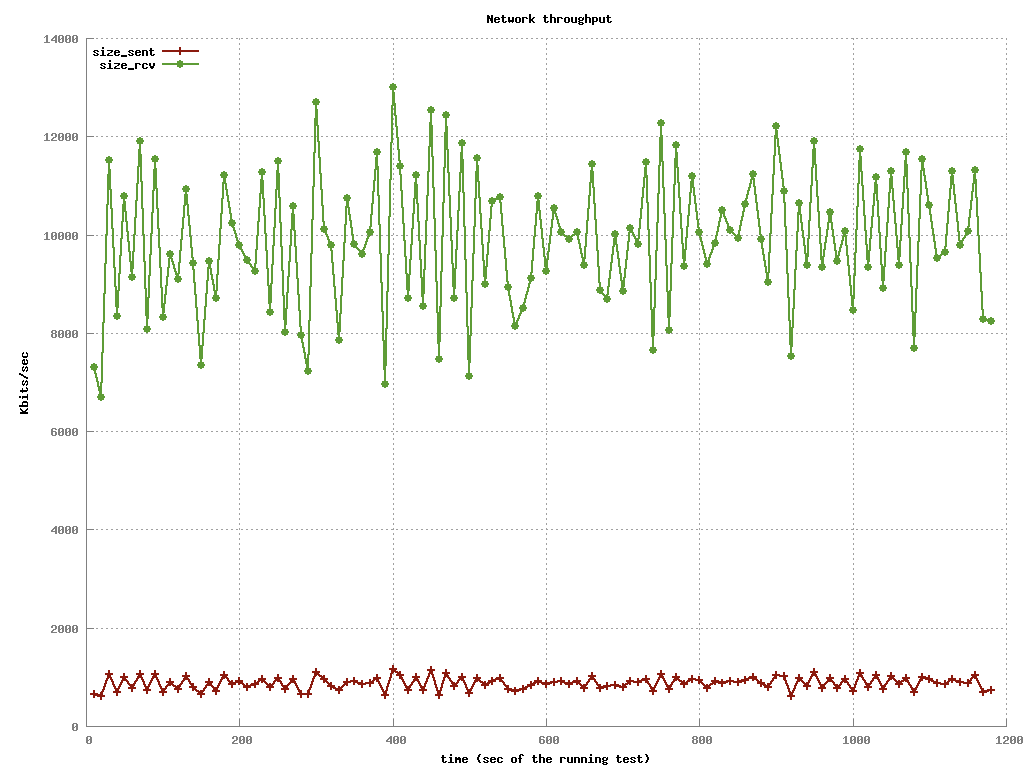 Network throughput
size_sent
size_rcv
14000
12000
10000
8000
6000
4000
2000
0
Kbits/sec
0 200 400 600 800 1000 1200
time (sec of the running test)